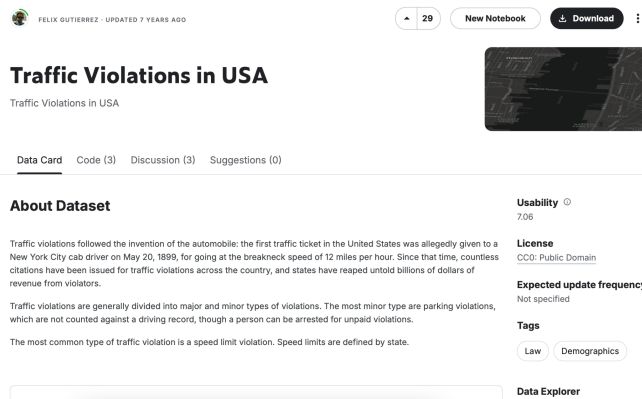 FELIX GUTIERREZ · UPDATED 7 YEARS AGO
29
New Notebook
Download
Traffic Violations in USA
Traffic Violations in USA
Data Card
Code (3)
Discussion (3)
Suggestions (0)
About Dataset
Traffic violations followed the invention of the automobile: the first traffic ticket in the United States was allegedly given to a
New York City cab driver on May 20, 1899, for going at the breakneck speed of 12 miles per hour. Since that time, countless
citations have been issued for traffic violations across the country, and states have reaped untold billions of dollars of
revenue from violators.
Traffic violations are generally divided into major and minor types of violations. The most minor type are parking violations,
which are not counted against a driving record, though a person can be arrested for unpaid violations.
The most common type of traffic violation is a speed limit violation. Speed limits are defined by state.
Usability
7.06
License
CC0: Public Domain
Expected update frequency
Not specified
Tags
Law
Demographics
Data Explorer